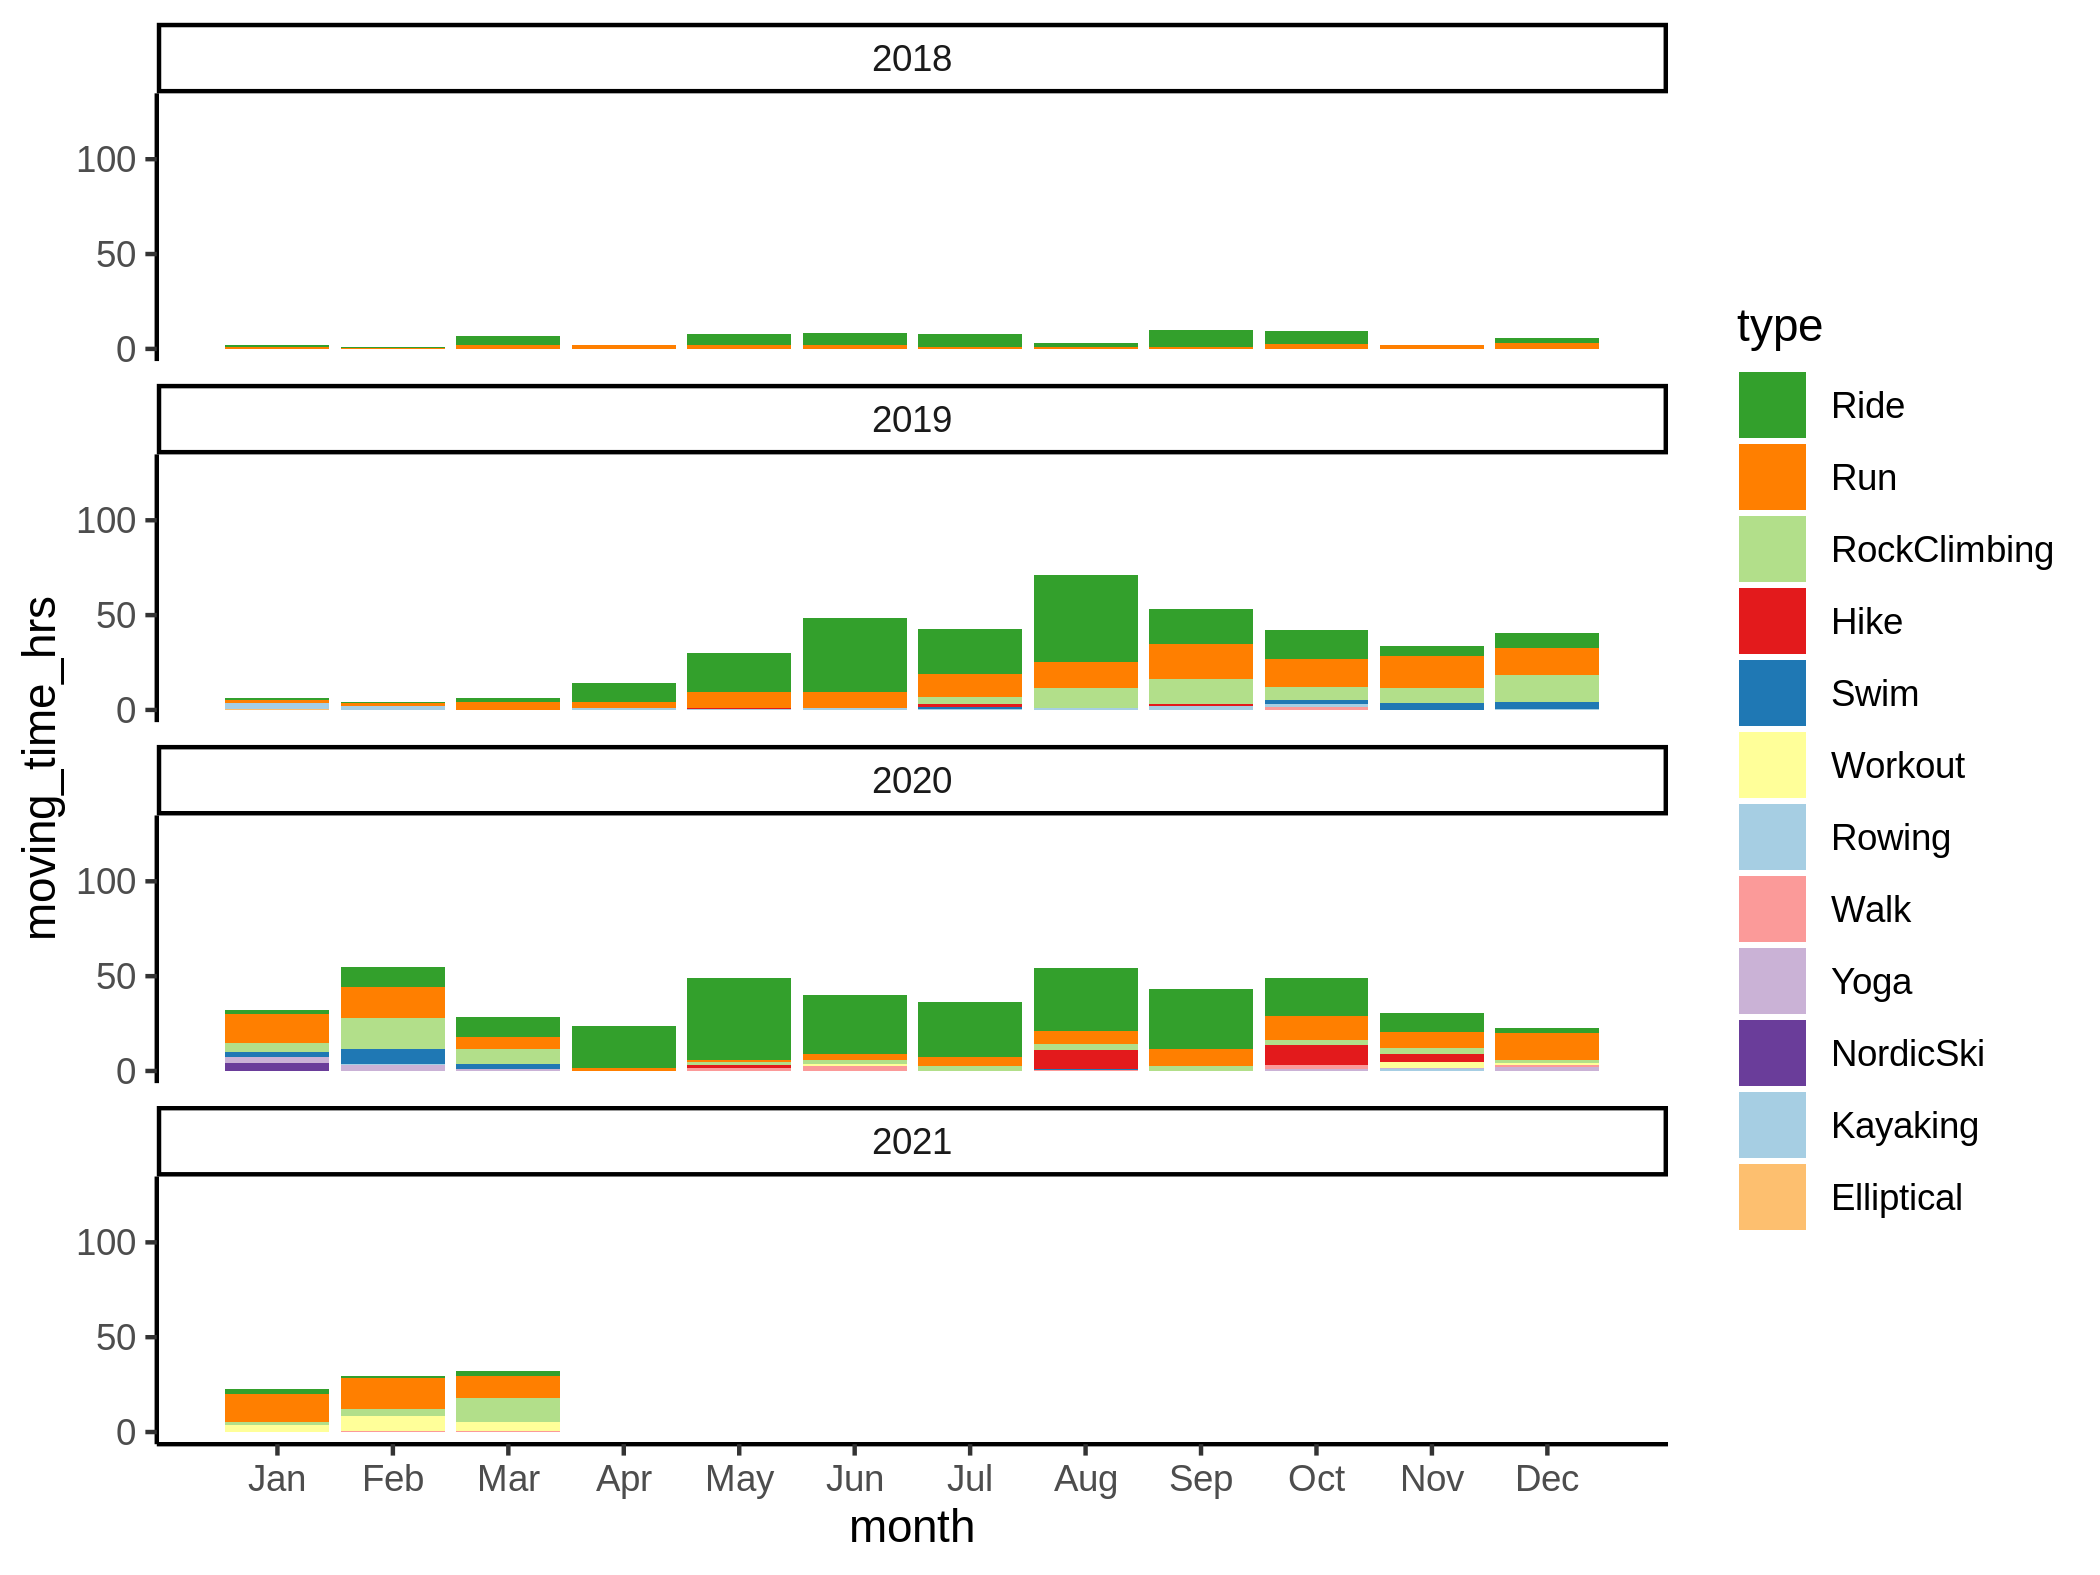 2018
100
50
0
2019
100
50
0
2020
100
50
0
2021
100
50
0
Jan Feb Mar Apr May Jun Jul Aug Sep Oct Nov Dec
month
moving_time_hrs
type
Ride
Run
RockClimbing
Hike
Swim
Workout
Rowing
Walk
Yoga
NordicSki
Kayaking
Elliptical